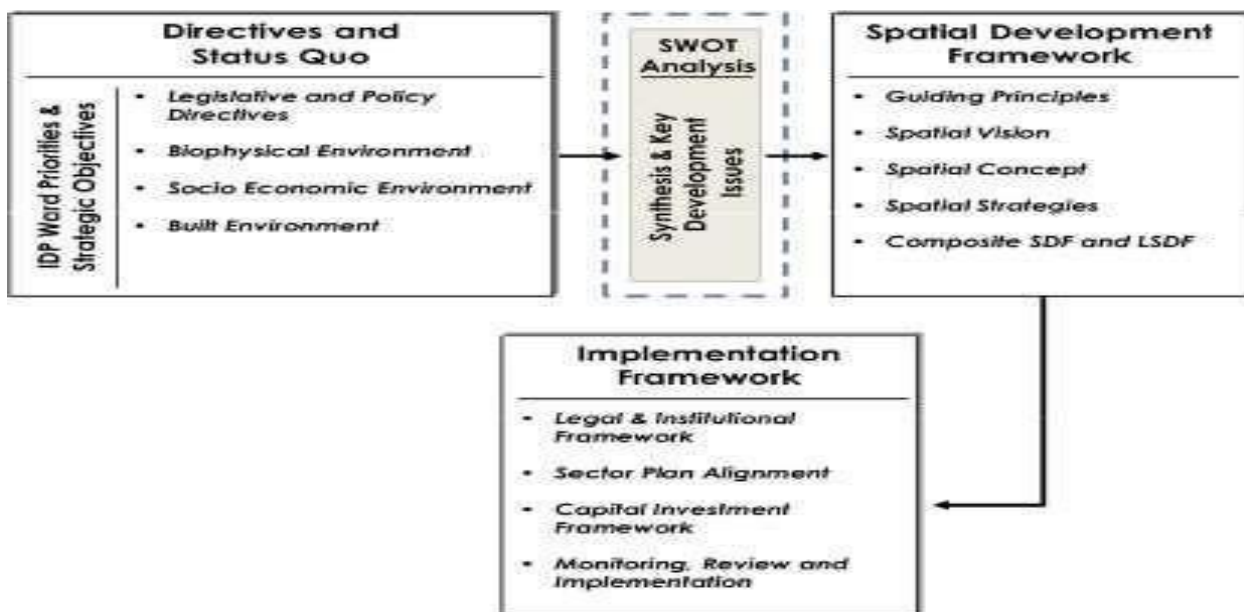 Directives and
Status Quo
IDP Ward Priorities &
Strategic Objectives
• Legislative and Policy
Directives
• Biophysical Environment
• Socio Economic Environment
• Built Environment
SWOT
Analysis
Synthesis & Key
Development
Issues
Spatial Development
Framework
• Guiding Principles
• Spatial Vision
• Spatial Concept
• Spatial Strategies
• Composite SDF and LSDF
Implementation
Framework
• Legal & Institutional
Framework
• Sector Plan Alignment
• Capital Investment
Framework
• Monitoring, Review and
Implementation